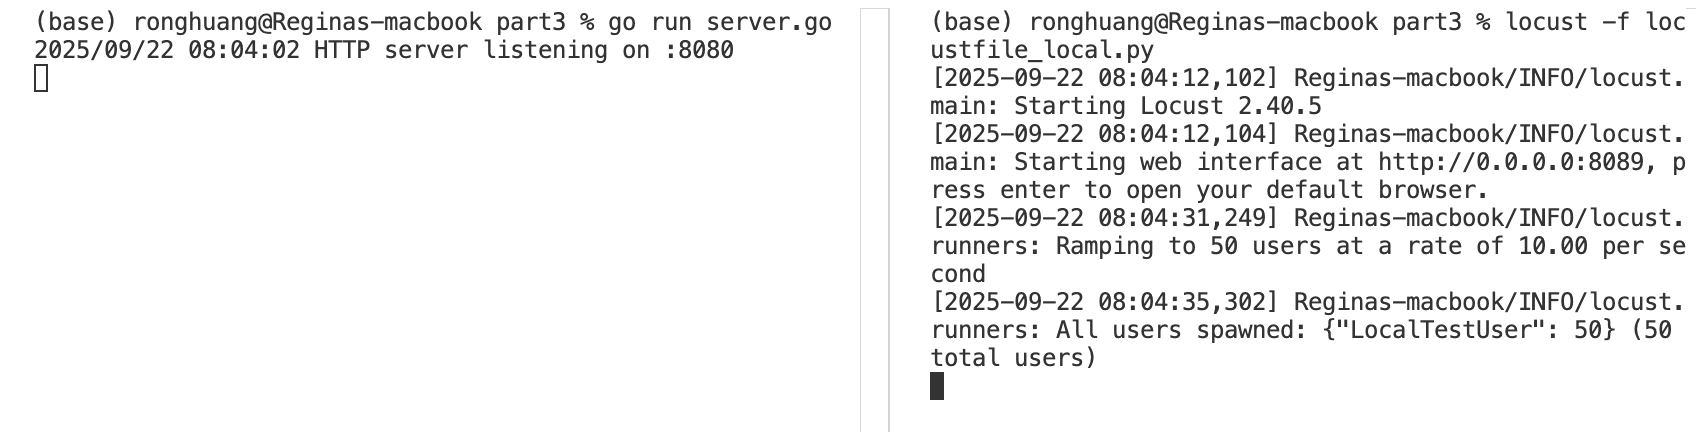 (base) ronghuang@Reginas-macbook part3 % go run server.go
2025/09/22 08:04:02 HTTP server listening on :8080
(base) ronghuang@Reginas-macbook part3 % locust -f loc
ustfile_local.py
[2025-09-22 08:04:12,102] Reginas-macbook/INFO/locust.
main: Starting Locust 2.40.5
[2025-09-22 08:04:12,104] Reginas-macbook/INFO/locust.
main: Starting web interface at http://0.0.0.0:8089, p
ress enter to open your default browser.
[2025-09-22 08:04:31,249] Reginas-macbook/INFO/locust.
runners: Ramping to 50 users at a rate of 10.00 per se
cond
[2025-09-22 08:04:35,302] Reginas-macbook/INFO/locust.
runners: All users spawned: {"LocalTestUser": 50} (50
total users)